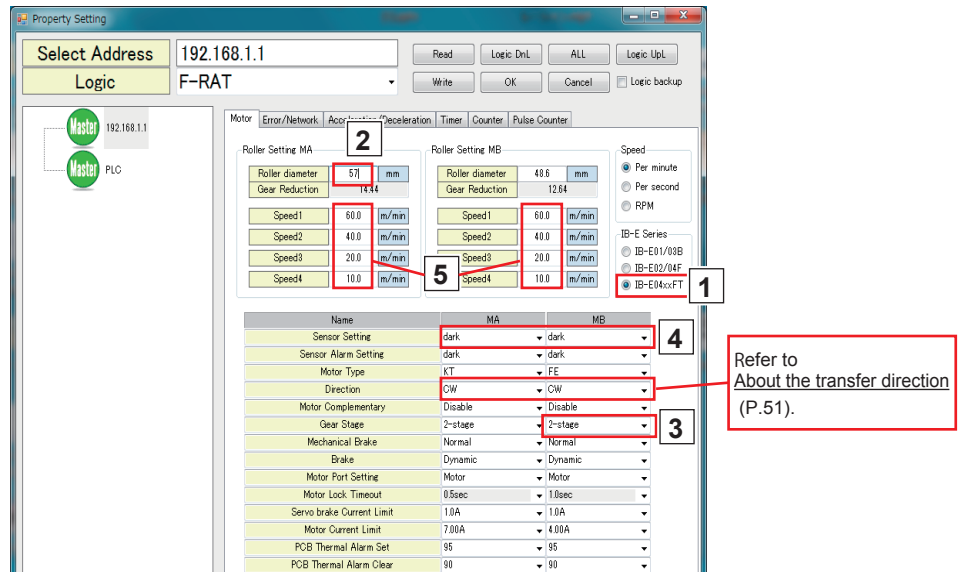 Property Setting
Select Address 192.168.1.1 Read Logic DnL ALL Logic UpL
Logic F-RAT Write OK Cancel Logic backup
Master 192.168.1.1
Master PLC
Motor Error/Network Acceleration/Deceleration Timer Counter Pulse Counter
2
Roller Setting MA Roller Setting MB Speed
Roller diameter 57 mm Roller diameter 48.6 mm Per minute
Gear Reduction 14.44 Gear Reduction 12.64 Per second
RPM
Speed1 60.0 m/min Speed1 60.0 m/min
Speed2 40.0 m/min Speed2 40.0 m/min IB-E Series
Speed3 20.0 m/min Speed3 20.0 m/min IB-E01/03B
5
IB-E02/04F
Speed4 10.0 m/min Speed4 10.0 m/min IB-E04xxFT 1
Name MA MB
Sensor Setting dark dark 4
Sensor Alarm Setting dark dark
Motor Type KT FE
Direction CW CW
Motor Complementary Disable Disable
Gear Stage 2-stage 2-stage 3
Mechanical Brake Normal Normal
Brake Dynamic Dynamic
Motor Port Setting Motor Motor
Motor Lock Timeout 0.5sec 1.0sec
Servo brake Current Limit 1.0A 1.0A
Motor Current Limit 7.00A 4.00A
PCB Thermal Alarm Set 95 95
PCB Thermal Alarm Clear 90 90
Refer to
About the transfer direction
(P.51).